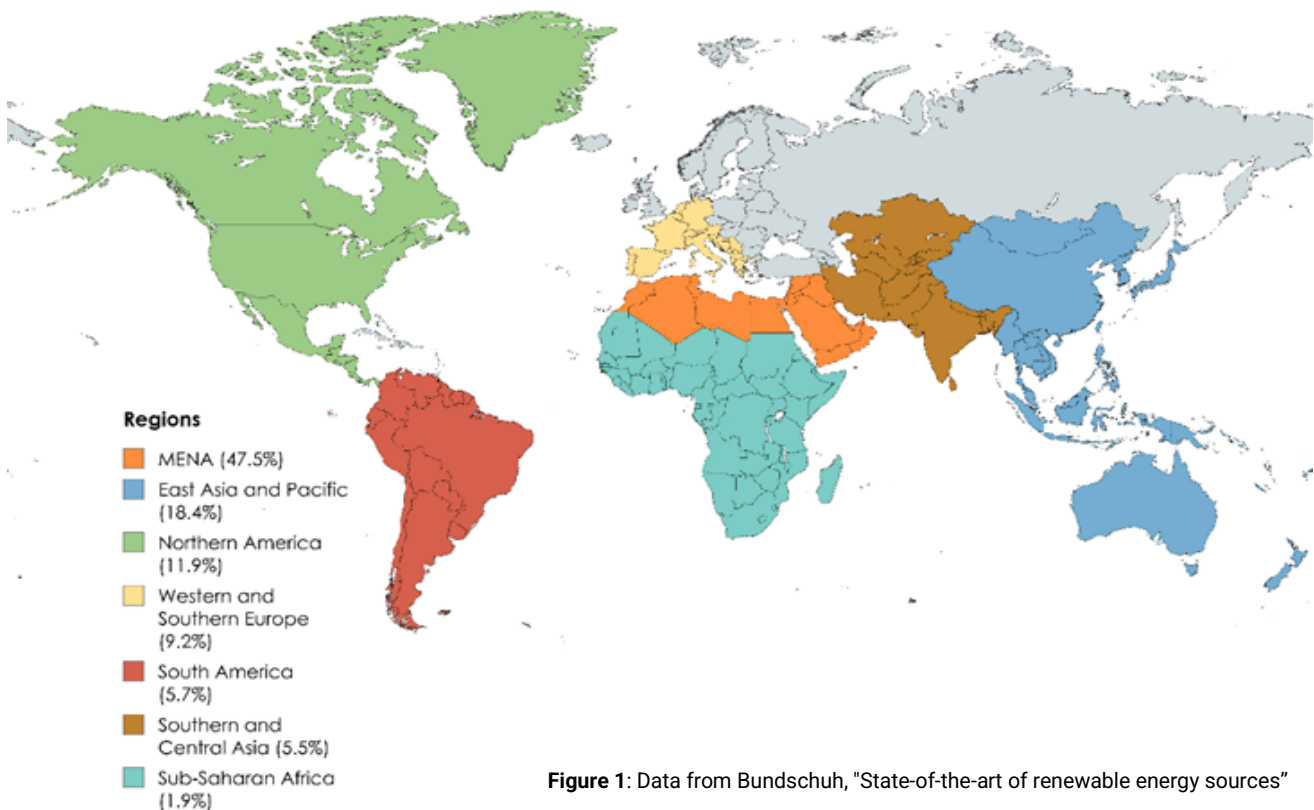 Regions
MENA (47.5%)
East Asia and Pacific
(18.4%)
Northern America
(11.9%)
Western and
Southern Europe
(9.2%)
South America
(5.7%)
Southern and
Central Asia (5.5%)
Sub-Saharan Africa
(1.9%)
Figure 1: Data from Bundschuh, "State-of-the-art of renewable energy sources”